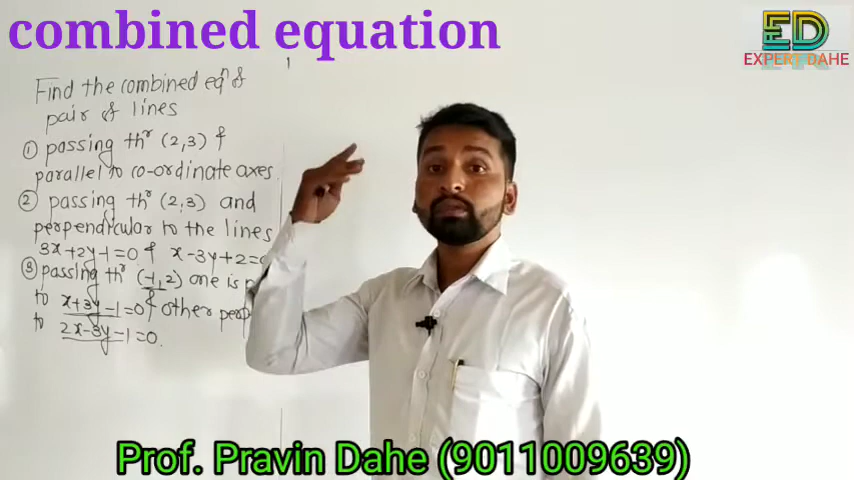 combined equation
ED
EXPERT DAHE
Find the combined eqⁿ of
pair of lines
① passing thʳ (2,3) &
parallel to co-ordinate axes.
② passing thʳ (2,3) and
perpendicular to the lines
3x+2y-1=0 & x-3y+2=0
③ passing thʳ (-1,2) one is
to x+3y-1=0 & other
to 2x-3y-1=0.
Prof. Pravin Dahe (9011009639)